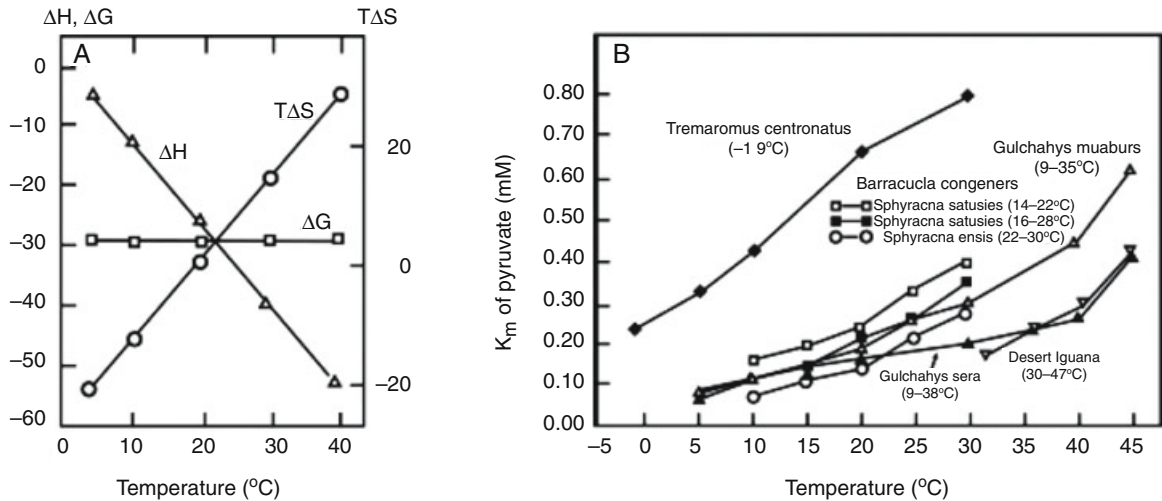 ΔH, ΔG
TΔS
A
0
−10
−20
−30
−40
−50
−60
20
0
−20
TΔS
ΔH
ΔG
0
10
20
30
40
Temperature (°C)
B
Km of pyruvate (mM)
0.80
0.60
0.50
0.40
0.30
0.20
0.10
0.00
Tremaromus centronatus
(−1 9°C)
Gulchahys muaburs
(9–35°C)
Barracucla congeners
Sphyracna satusies (14–22°C)
Sphyracna satusies (16–28°C)
Sphyracna ensis (22–30°C)
Gulchahys sera
(9–38°C)
Desert Iguana
(30–47°C)
−5
0
5
10
15
20
25
30
35
40
45
Temperature (°C)